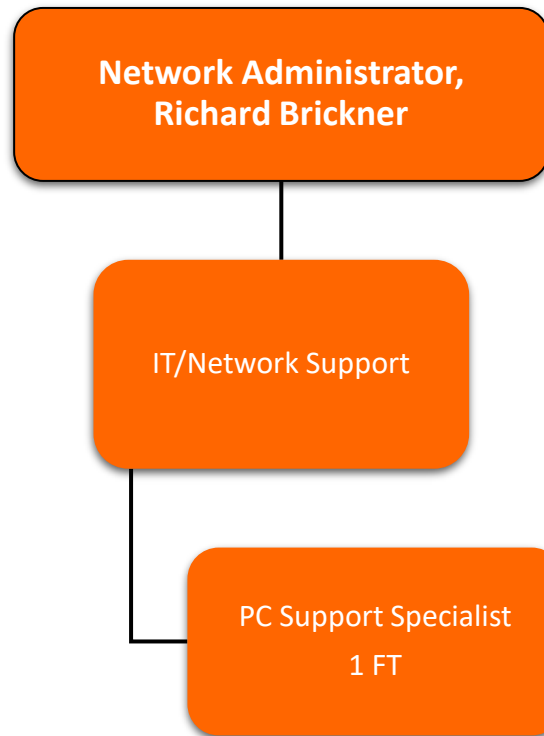 Network Administrator,
Richard Brickner
IT/Network Support
PC Support Specialist
1 FT